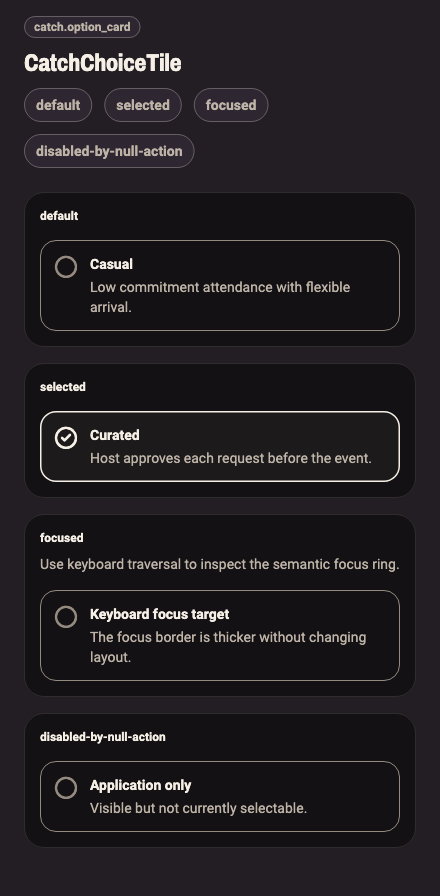 catch.option_card
CatchChoiceTile
default
selected
focused
disabled-by-null-action
default
Casual
Low commitment attendance with flexible
arrival.
selected
Curated
Host approves each request before the event.
focused
Use keyboard traversal to inspect the semantic focus ring.
Keyboard focus target
The focus border is thicker without changing
layout.
disabled-by-null-action
Application only
Visible but not currently selectable.